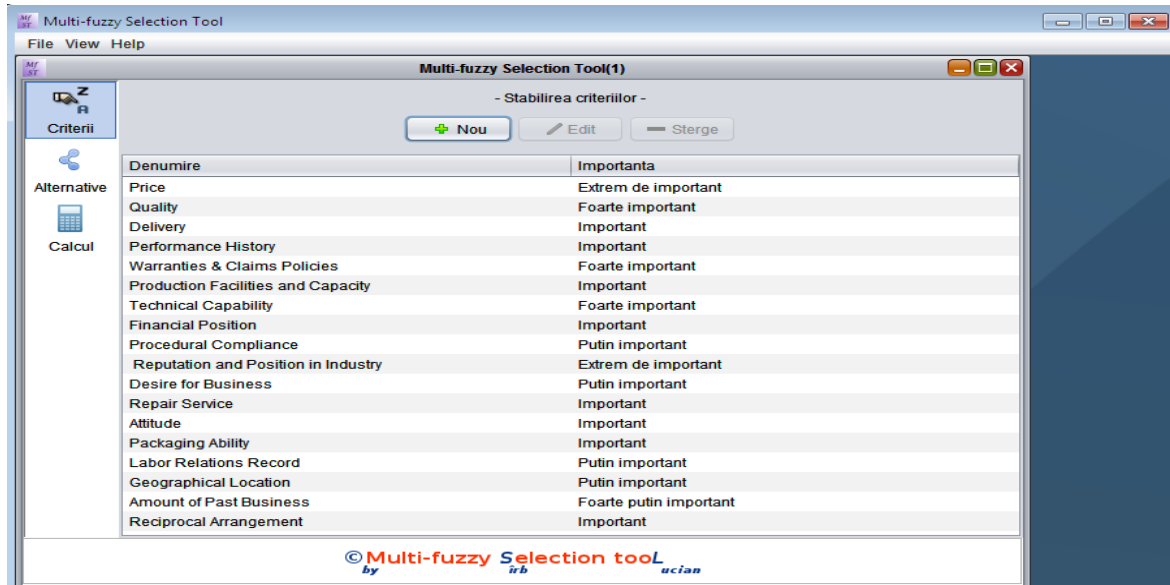 Mf ST Multi-fuzzy Selection Tool
File View Help
Mf ST Multi-fuzzy Selection Tool(1)
Z A
Criterii
Alternative
Calcul
- Stabilirea criteriilor -
Nou Edit Sterge
Denumire Importanta
Price Extrem de important
Quality Foarte important
Delivery Important
Performance History Important
Warranties & Claims Policies Foarte important
Production Facilities and Capacity Important
Technical Capability Foarte important
Financial Position Important
Procedural Compliance Putin important
Reputation and Position in Industry Extrem de important
Desire for Business Putin important
Repair Service Important
Attitude Important
Packaging Ability Important
Labor Relations Record Putin important
Geographical Location Putin important
Amount of Past Business Foarte putin important
Reciprocal Arrangement Important
©Multi-fuzzy Selection tooL
by îrb ucian